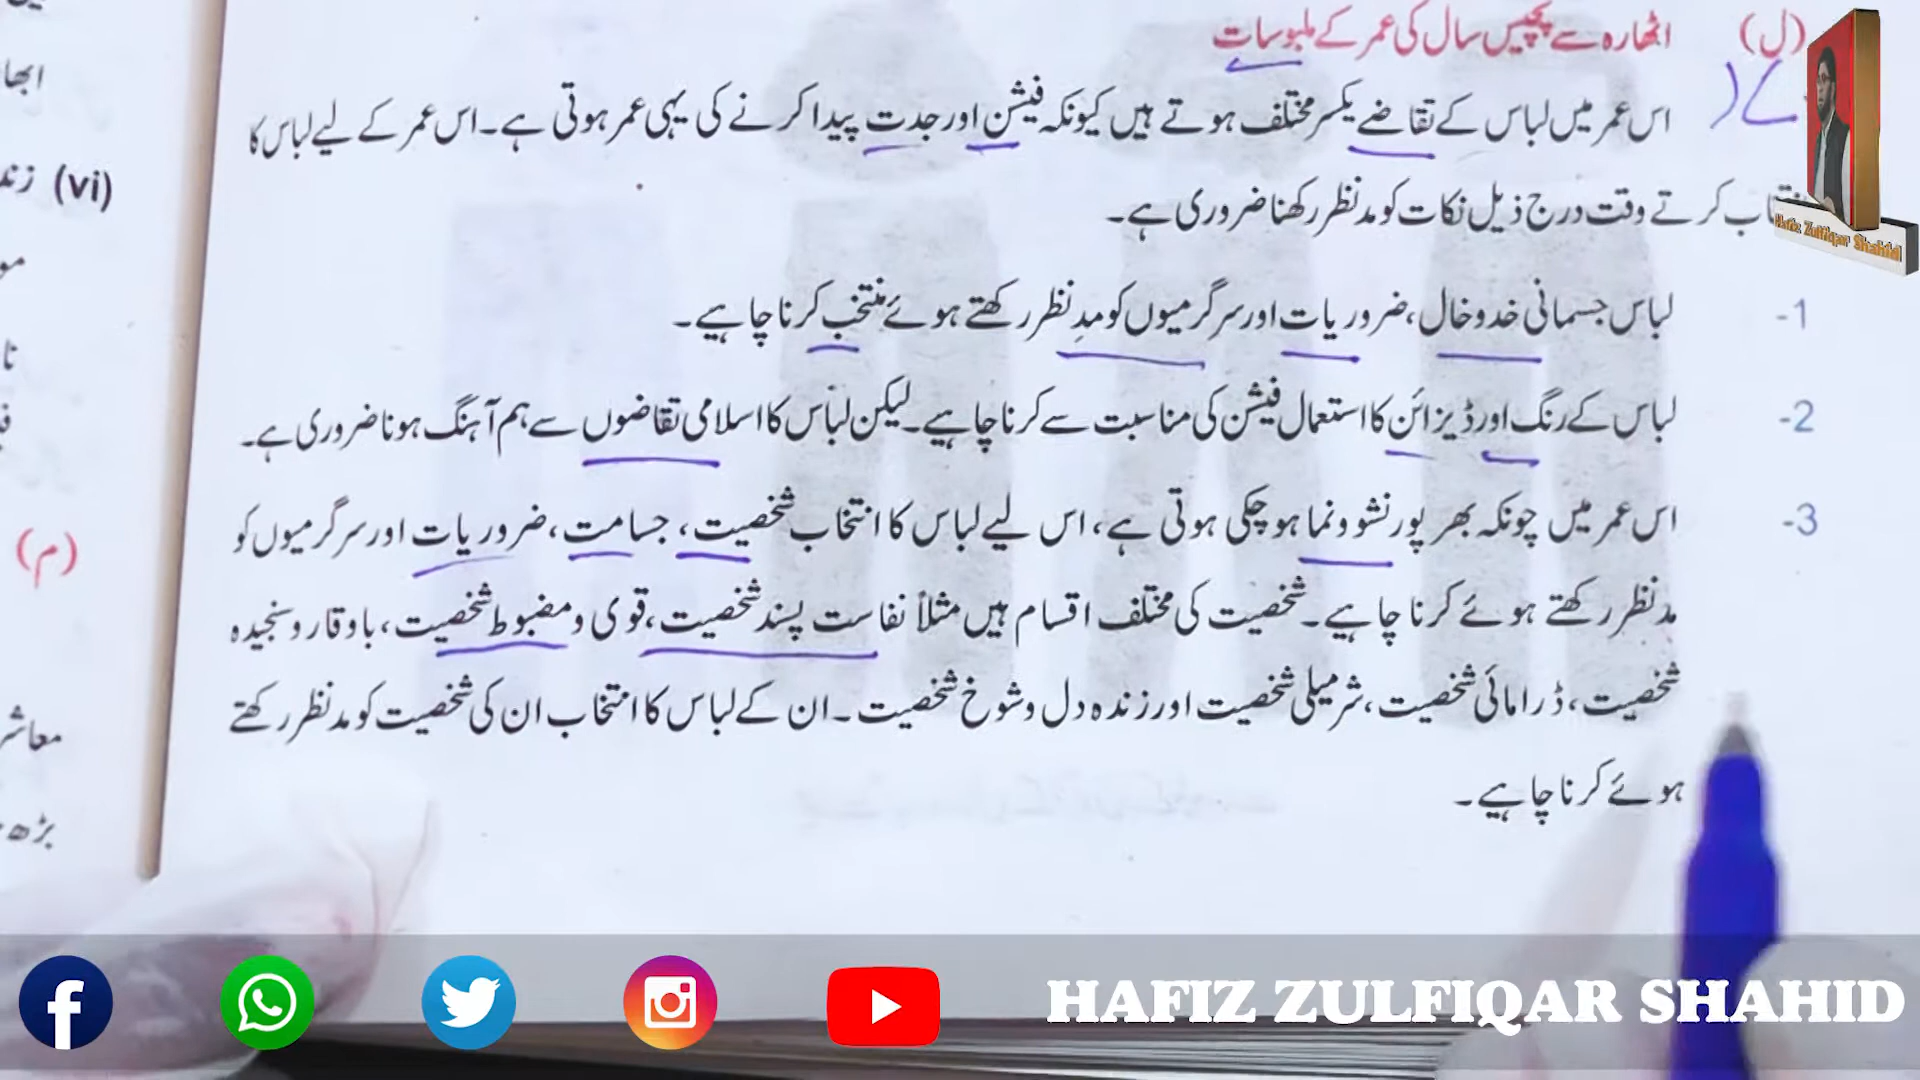 (ل) اٹھارہ سے پچیس سال کی عمر کے ملبوسات
اس عمر میں لباس کے تقاضے یکسر مختلف ہوتے ہیں کیونکہ فیشن اور جدت پیدا کرنے کی یہی عمر ہوتی ہے۔ اس عمر کے لیے لباس کا
کرتے وقت درج ذیل نکات کو مدنظر رکھنا ضروری ہے۔
1- لباس جسمانی خدوخال، ضروریات اور سرگرمیوں کو مدِنظر رکھتے ہوئے منتخب کرنا چاہیے۔
2- لباس کے رنگ اور ڈیزائن کا استعمال فیشن کی مناسبت سے کرنا چاہیے۔ لیکن لباس کا اسلامی تقاضوں سے ہم آہنگ ہونا ضروری ہے۔
3- اس عمر میں چونکہ بھرپور نشوونما ہو چکی ہوتی ہے، اس لیے لباس کا انتخاب شخصیت، جسامت، ضروریات اور سرگرمیوں کو
مدنظر رکھتے ہوئے کرنا چاہیے۔ شخصیت کی مختلف اقسام ہیں مثلاً نفاست پسند شخصیت، قوی و مضبوط شخصیت، باوقار و سنجیدہ
شخصیت، ڈرامائی شخصیت، شرمیلی شخصیت اور زندہ دل و شوخ شخصیت۔ ان کے لباس کا انتخاب ان کی شخصیت کو مدنظر رکھتے
ہوئے کرنا چاہیے۔
(vi)
(م)
Hafiz Zulfiqar Shahid
HAFIZ ZULFIQAR SHAHID